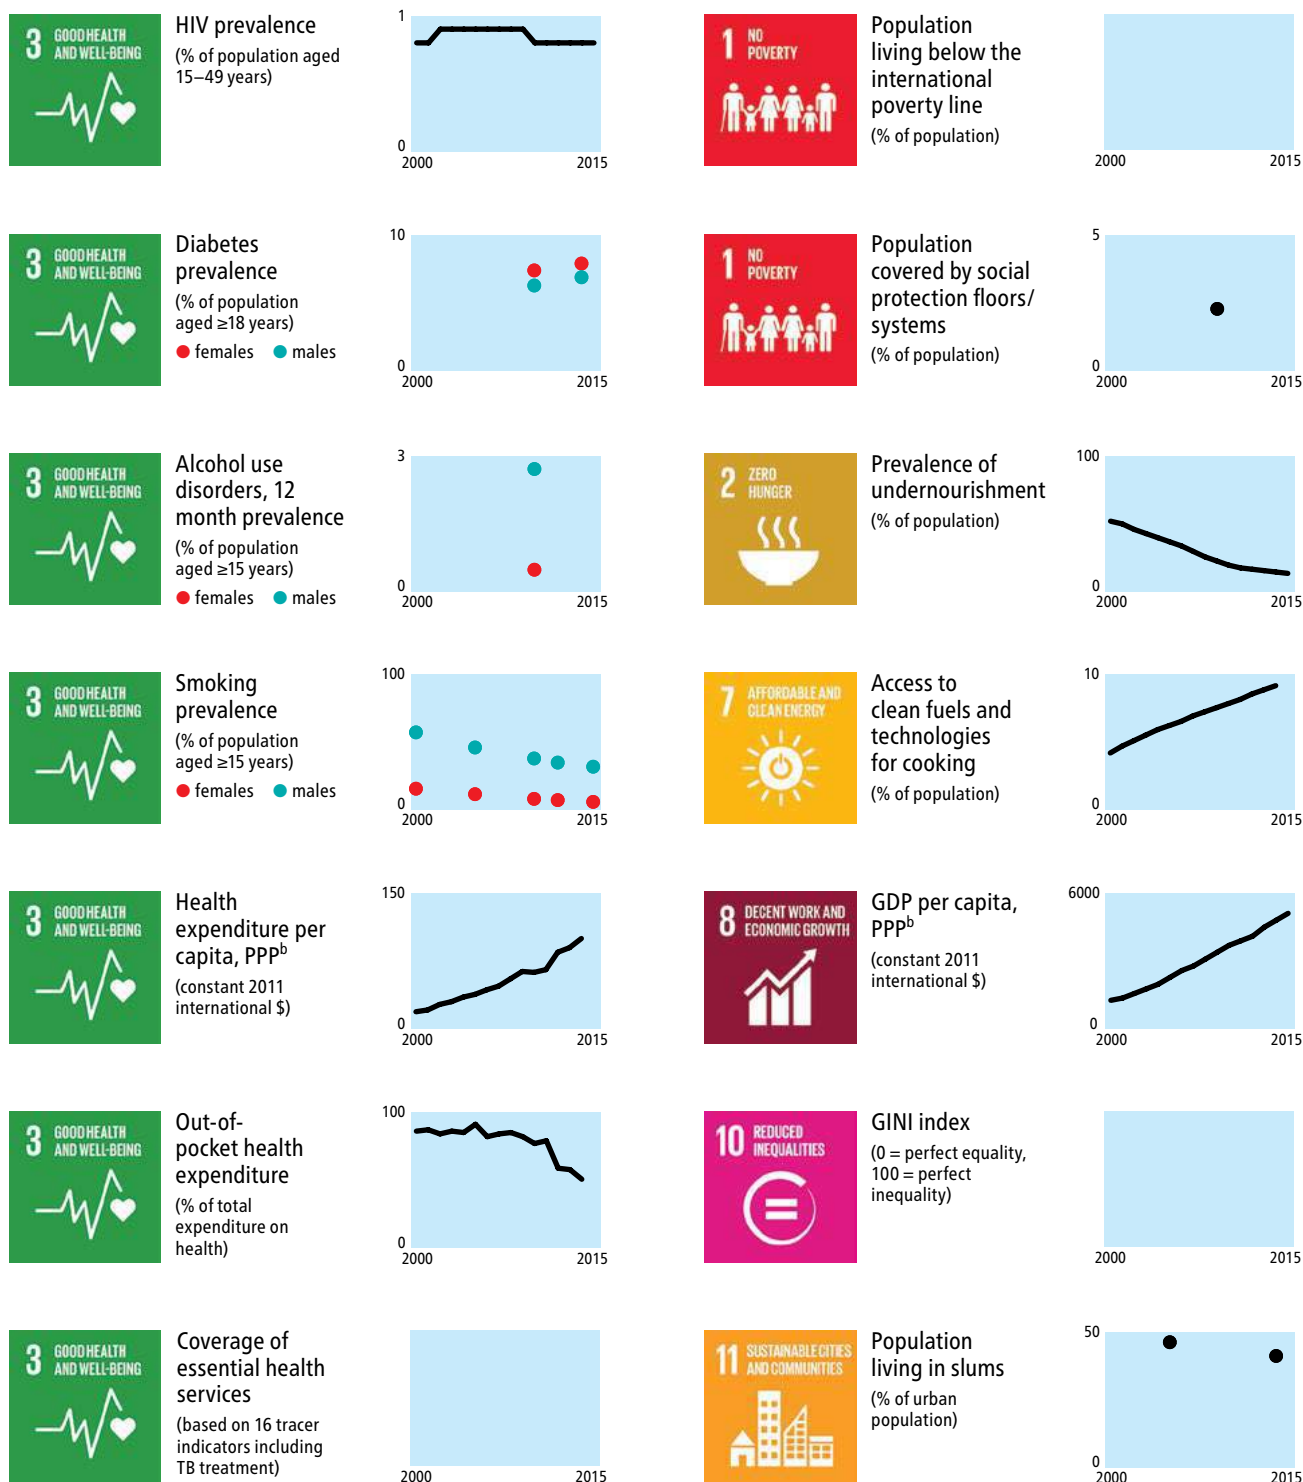 3 GOOD HEALTH
AND WELL-BEING
HIV prevalence
(% of population aged
15–49 years)
1
0
2000 2015
3 GOOD HEALTH
AND WELL-BEING
Diabetes
prevalence
(% of population
aged ≥18 years)
females males
10
0
2000 2015
3 GOOD HEALTH
AND WELL-BEING
Alcohol use
disorders, 12
month prevalence
(% of population
aged ≥15 years)
females males
3
0
2000 2015
3 GOOD HEALTH
AND WELL-BEING
Smoking
prevalence
(% of population
aged ≥15 years)
females males
100
0
2000 2015
3 GOOD HEALTH
AND WELL-BEING
Health
expenditure per
capita, PPPb
(constant 2011
international $)
150
0
2000 2015
3 GOOD HEALTH
AND WELL-BEING
Out-of-
pocket health
expenditure
(% of total
expenditure on
health)
100
0
2000 2015
3 GOOD HEALTH
AND WELL-BEING
Coverage of
essential health
services
(based on 16 tracer
indicators including
TB treatment)
2000 2015
1 NO
POVERTY
Population
living below the
international
poverty line
(% of population)
2000 2015
1 NO
POVERTY
Population
covered by social
protection floors/
systems
(% of population)
5
0
2000 2015
2 ZERO
HUNGER
Prevalence of
undernourishment
(% of population)
100
0
2000 2015
7 AFFORDABLE AND
CLEAN ENERGY
Access to
clean fuels and
technologies
for cooking
(% of population)
10
0
2000 2015
8 DECENT WORK AND
ECONOMIC GROWTH
GDP per capita,
PPPb
(constant 2011
international $)
6000
0
2000 2015
10 REDUCED
INEQUALITIES
GINI index
(0 = perfect equality,
100 = perfect
inequality)
2000 2015
11 SUSTAINABLE CITIES
AND COMMUNITIES
Population
living in slums
(% of urban
population)
50
0
2000 2015